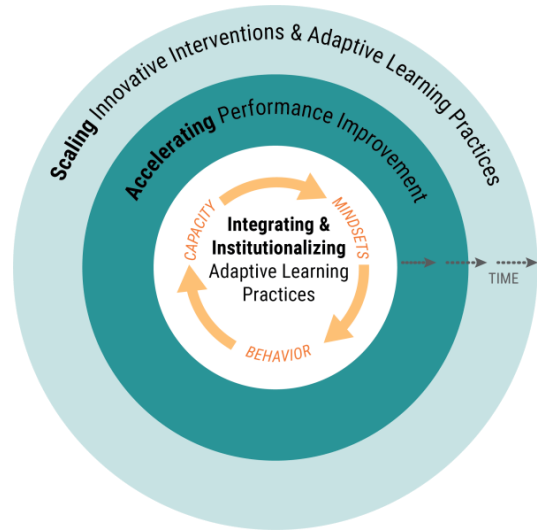 Scaling Innovative Interventions & Adaptive Learning Practices
Accelerating Performance Improvement
CAPACITY
MINDSETS
Integrating &
Institutionalizing
Adaptive Learning
Practices
BEHAVIOR
TIME